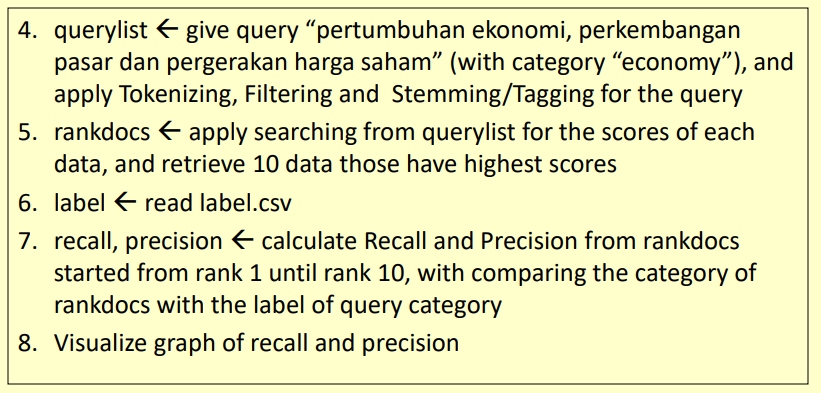 4. querylist ← give query “pertumbuhan ekonomi, perkembangan
pasar dan pergerakan harga saham” (with category “economy”), and
apply Tokenizing, Filtering and Stemming/Tagging for the query
5. rankdocs ← apply searching from querylist for the scores of each
data, and retrieve 10 data those have highest scores
6. label ← read label.csv
7. recall, precision ← calculate Recall and Precision from rankdocs
started from rank 1 until rank 10, with comparing the category of
rankdocs with the label of query category
8. Visualize graph of recall and precision